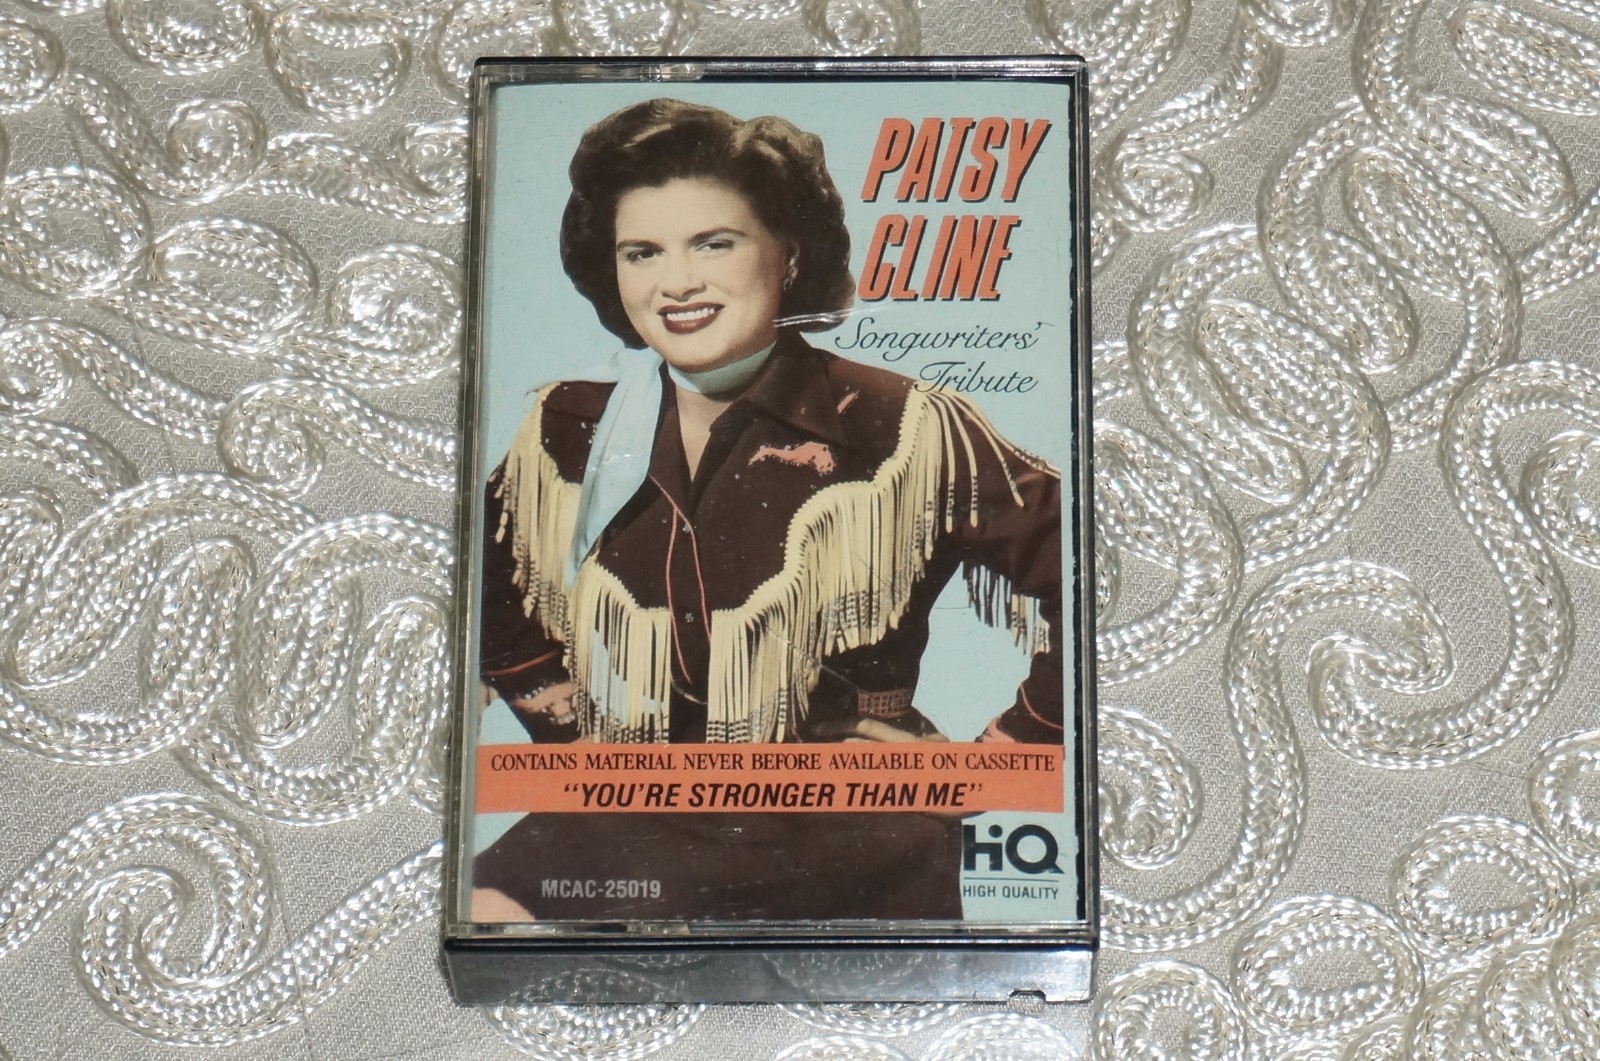 PATSY
CLINE
Songwriters'
Tribute
CONTAINS MATERIAL NEVER BEFORE AVAILABLE ON CASSETTE
“YOU'RE STRONGER THAN ME”
HiQ
HIGH QUALITY
MCAC-25019